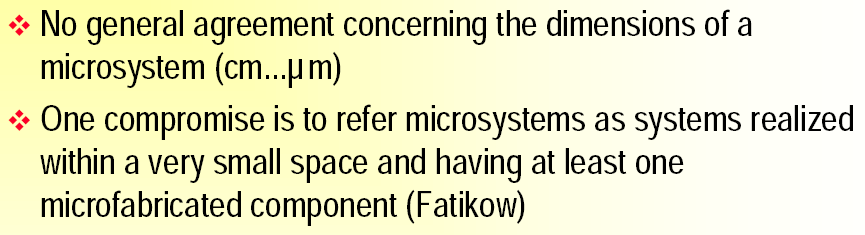 ❖ No general agreement concerning the dimensions of a
microsystem (cm...µm)
❖ One compromise is to refer microsystems as systems realized
within a very small space and having at least one
microfabricated component (Fatikow)